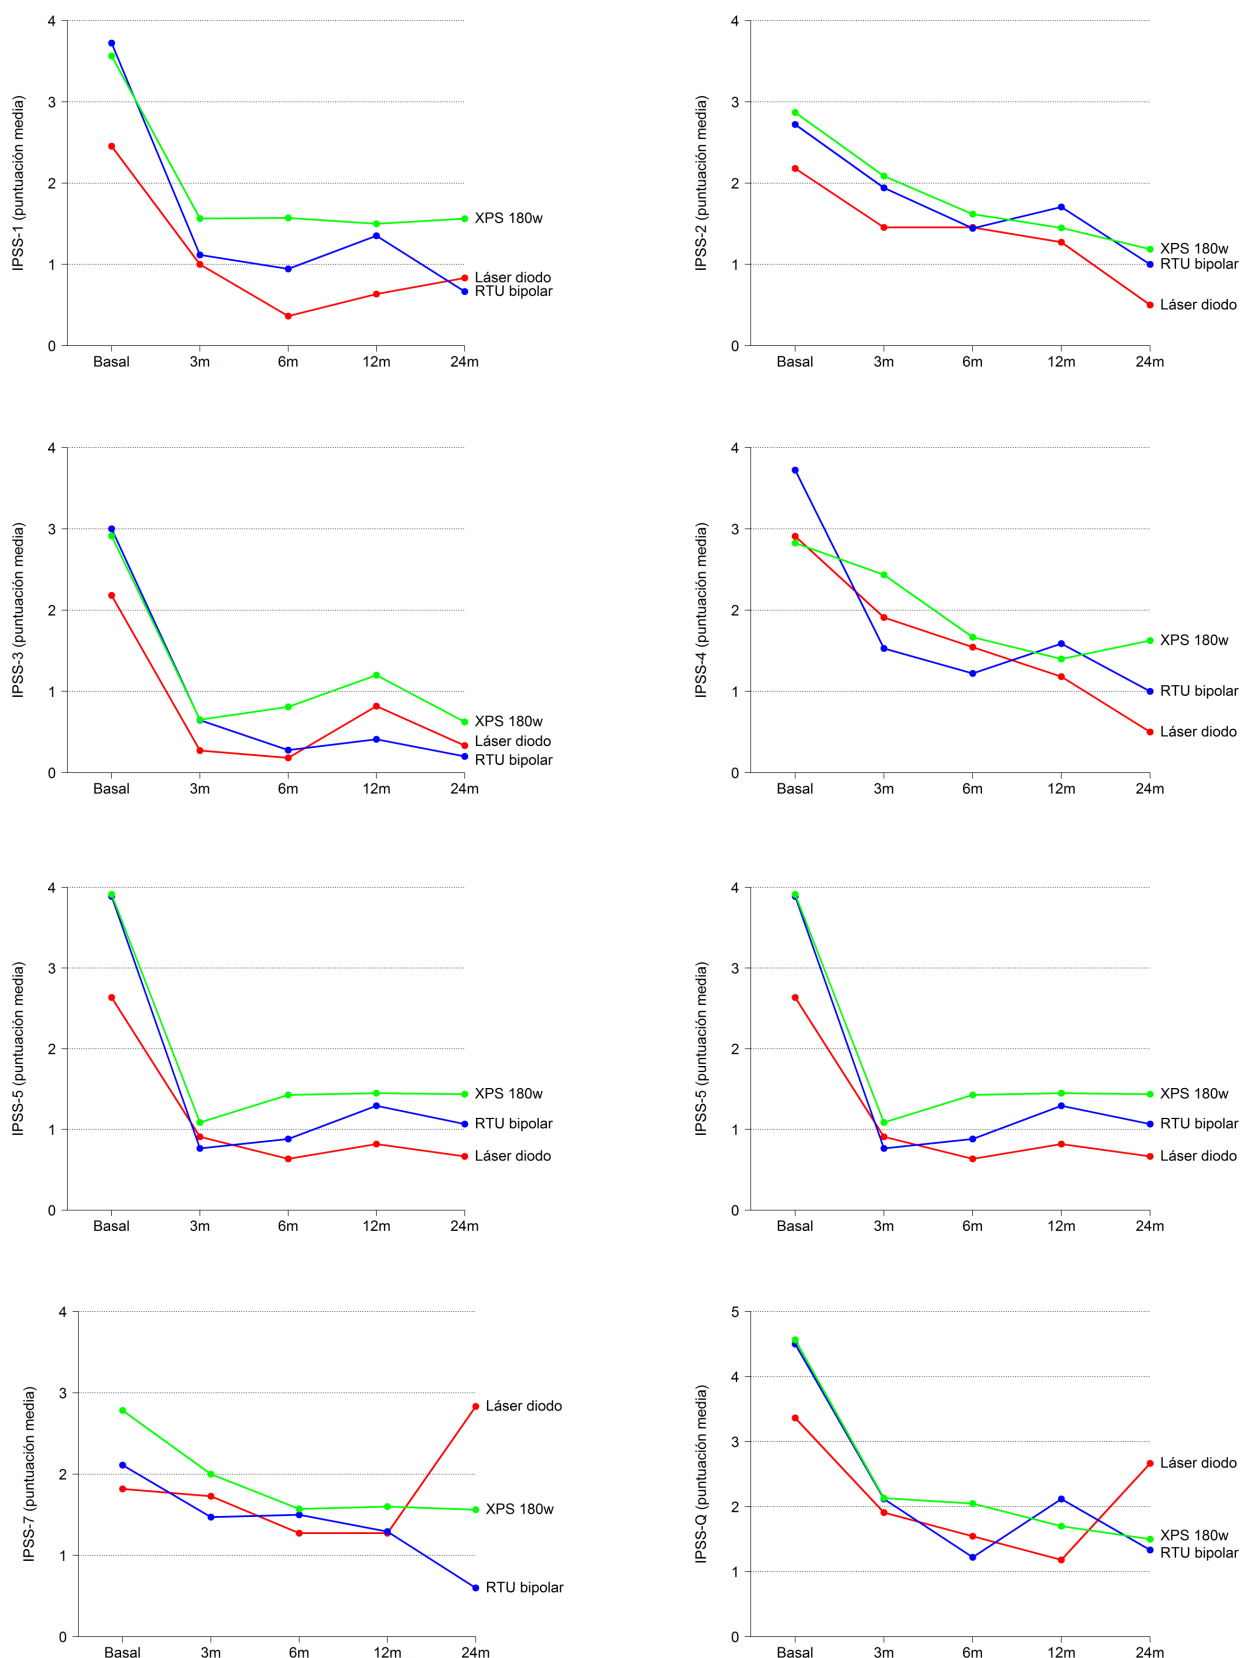 IPSS-1 (puntuación media)
4
3
2
1
0
XPS 180w
Láser diodo
RTU bipolar
Basal 3m 6m 12m 24m
IPSS-2 (puntuación media)
4
3
2
1
0
XPS 180w
RTU bipolar
Láser diodo
Basal 3m 6m 12m 24m
IPSS-3 (puntuación media)
4
3
2
1
0
XPS 180w
Láser diodo
RTU bipolar
Basal 3m 6m 12m 24m
IPSS-4 (puntuación media)
4
3
2
1
0
XPS 180w
RTU bipolar
Láser diodo
Basal 3m 6m 12m 24m
IPSS-5 (puntuación media)
4
3
2
1
0
XPS 180w
RTU bipolar
Láser diodo
Basal 3m 6m 12m 24m
IPSS-5 (puntuación media)
4
3
2
1
0
XPS 180w
RTU bipolar
Láser diodo
Basal 3m 6m 12m 24m
IPSS-7 (puntuación media)
4
3
2
1
0
Láser diodo
XPS 180w
RTU bipolar
Basal 3m 6m 12m 24m
IPSS-Q (puntuación media)
5
4
3
2
1
0
Láser diodo
XPS 180w
RTU bipolar
Basal 3m 6m 12m 24m